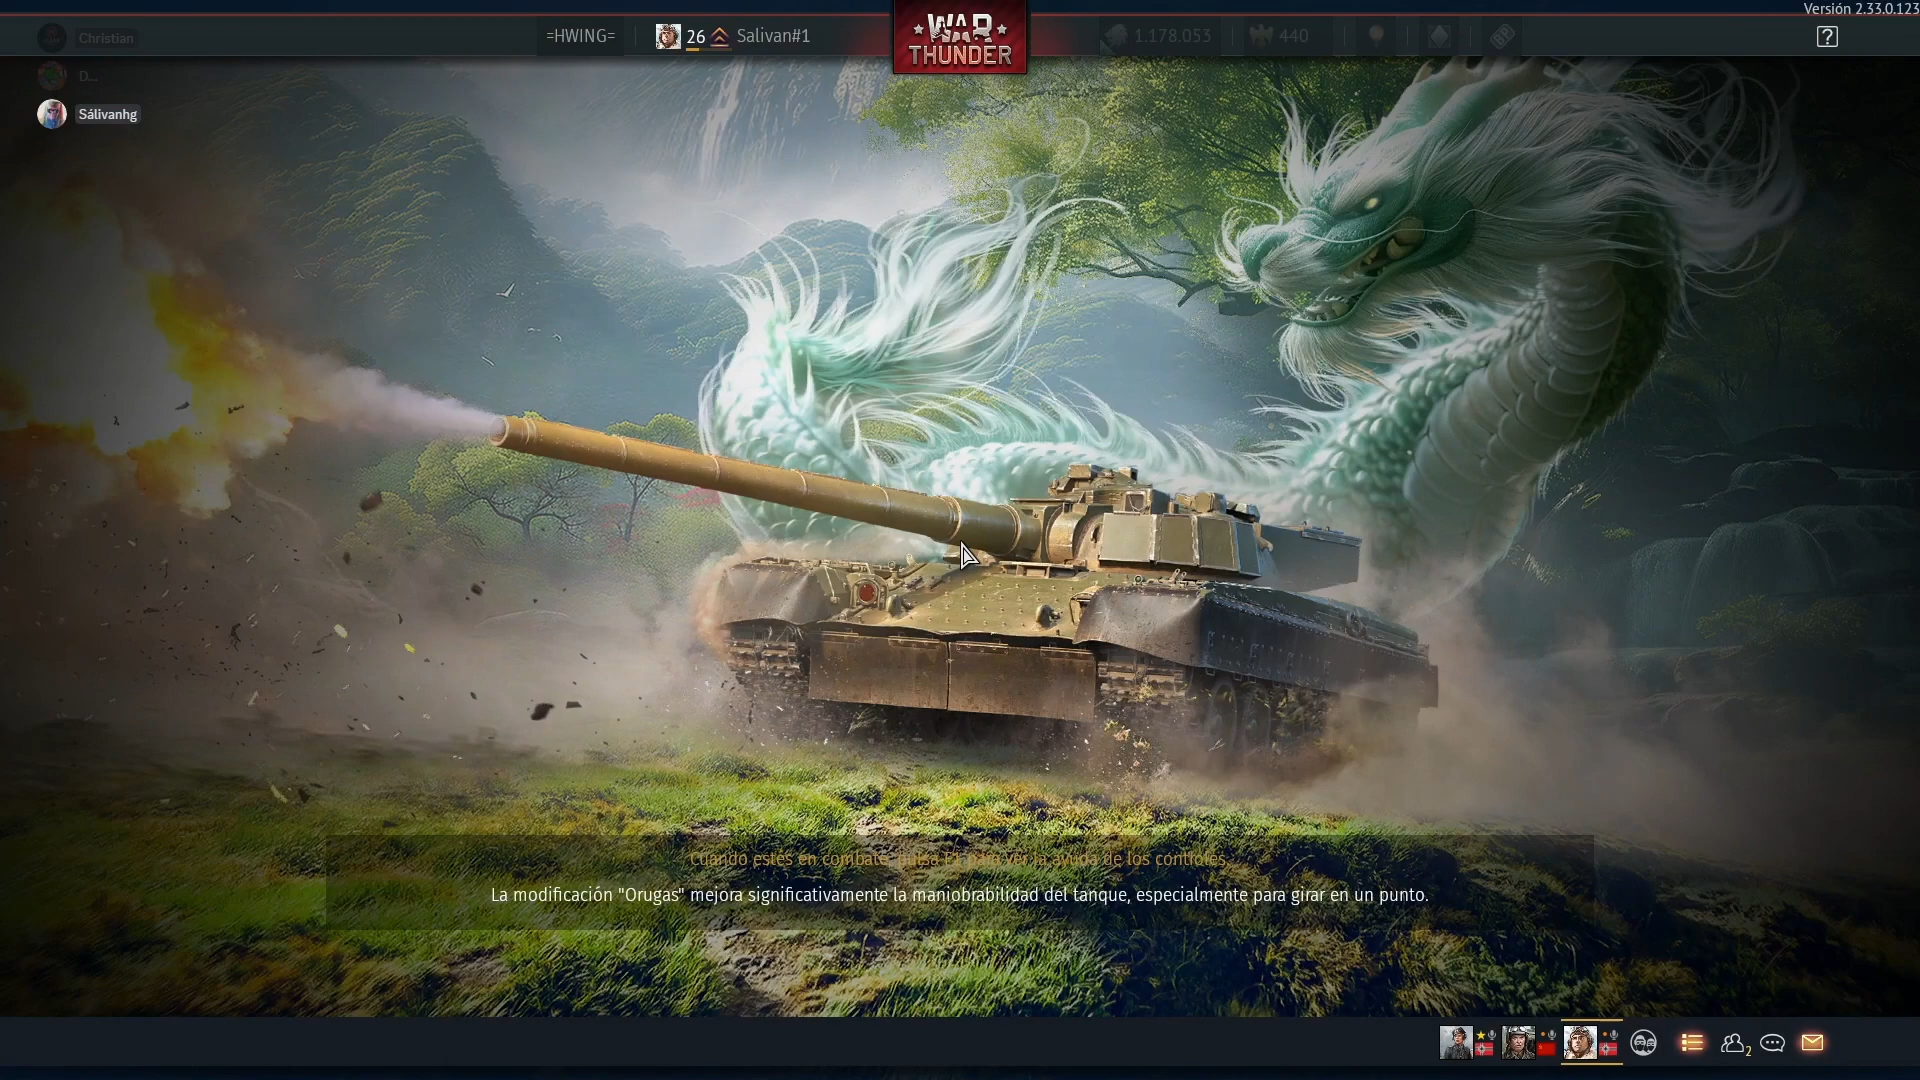 Versión 2.33.0.123
Christian
=HWING=
26 Salivan#1
WAR THUNDER
1.178.053
440
D...
Sálivanhg
Cuando estés en combate, pulsa F1 para ver la ayuda de los controles.
La modificación "Orugas" mejora significativamente la maniobrabilidad del tanque, especialmente para girar en un punto.
2